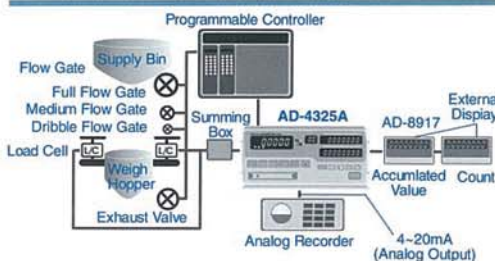 Programmable Controller
Supply Bin
Flow Gate
Full Flow Gate
Medium Flow Gate
Dribble Flow Gate
Load Cell
L/C
L/C
Weigh
Hopper
Exhaust Valve
Summing
Box
AD-4325A
AD-8917
External
Display
Accumlated
Value
Count
Analog Recorder
4~20mA
(Analog Output)